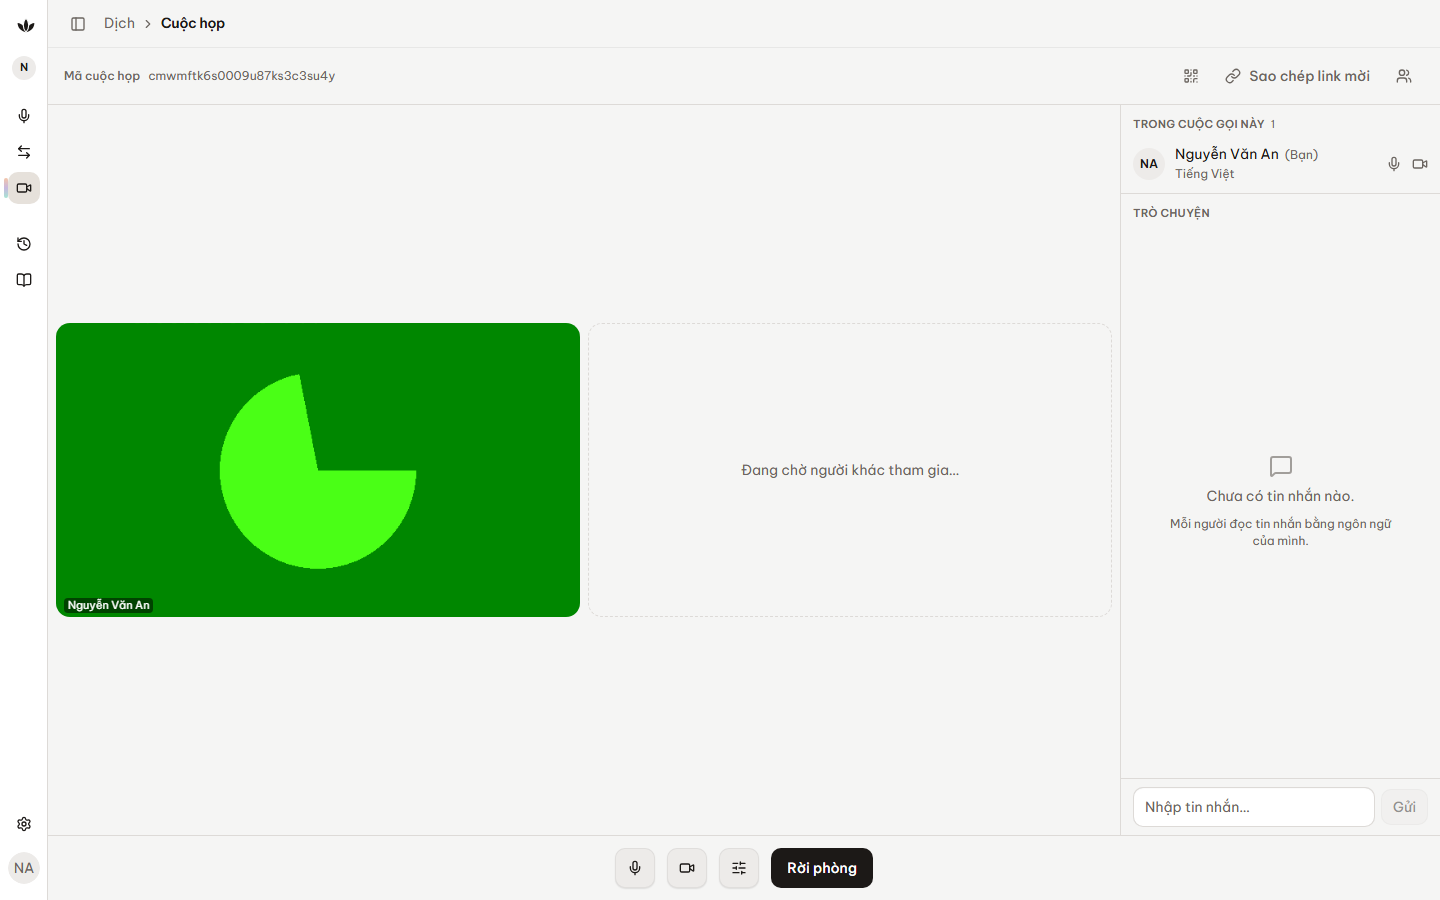 Dịch
Cuộc họp
N
Mã cuộc họp cmwmftk6s0009u87ks3c3su4y
Sao chép link mời
TRONG CUỘC GỌI NÀY 1
NA
Nguyễn Văn An (Bạn)
Tiếng Việt
TRÒ CHUYỆN
Đang chờ người khác tham gia...
Nguyễn Văn An
Chưa có tin nhắn nào.
Mỗi người đọc tin nhắn bằng ngôn ngữ
của mình.
Nhập tin nhắn...
Gửi
NA
Rời phòng